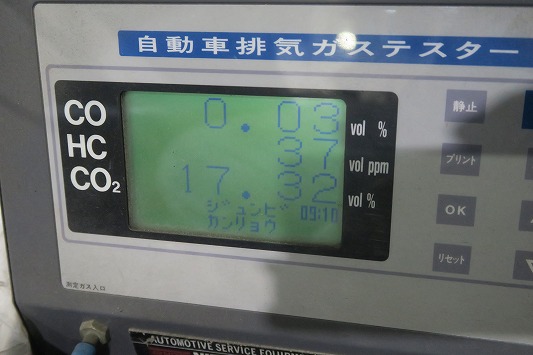 自動車排気ガステスター
CO 0.03 vol %
HC 37 vol ppm
CO₂ 17.32 vol %
ジュンビ 09:10
カンリョウ
静止
プリント
OK
リセット
測定ガス入口
AUTOMOTIVE SERVICE